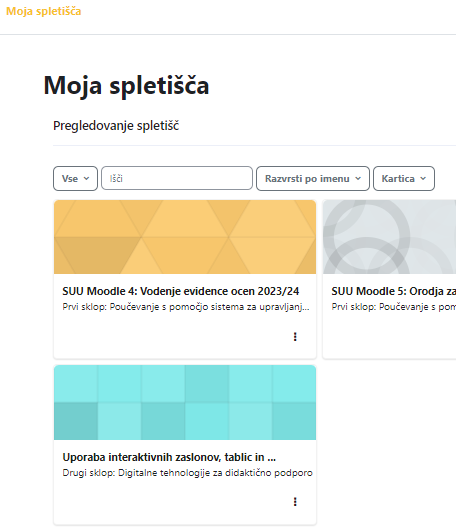 Moja spletišča
Moja spletišča
Pregledovanje spletišč
Vse
Išči
Razvrsti po imenu
Kartica
SUU Moodle 4: Vodenje evidence ocen 2023/24
Prvi sklop: Poučevanje s pomočjo sistema za upravljanj...
SUU Moodle 5: Orodja za
Prvi sklop: Poučevanje s pom
Uporaba interaktivnih zaslonov, tablic in ...
Drugi sklop: Digitalne tehnologije za didaktično podporo